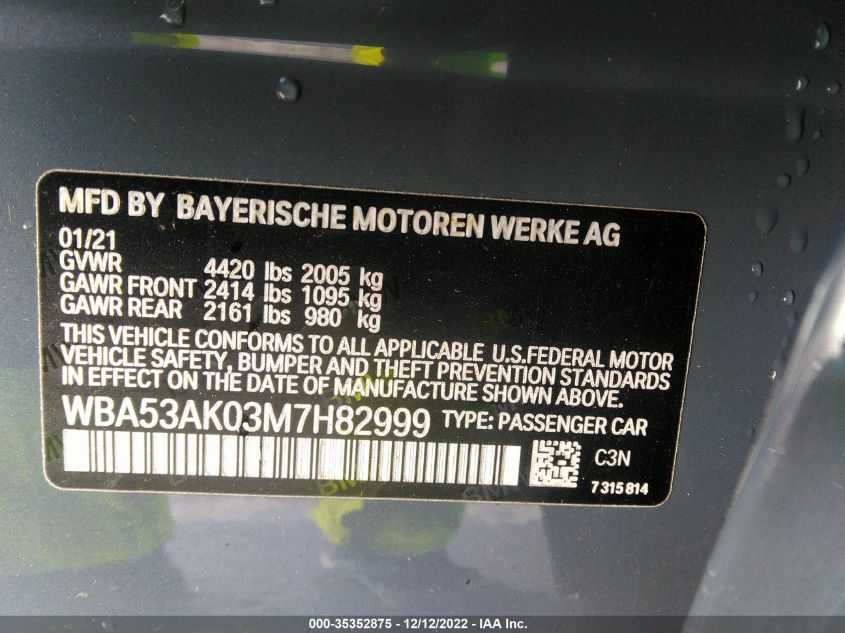 MFD BY BAYERISCHE MOTOREN WERKE AG
01/21
GVWR 4420 lbs 2005 kg
GAWR FRONT 2414 lbs 1095 kg
GAWR REAR 2161 lbs 980 kg
THIS VEHICLE CONFORMS TO ALL APPLICABLE U.S.FEDERAL MOTOR
VEHICLE SAFETY, BUMPER AND THEFT PREVENTION STANDARDS
IN EFFECT ON THE DATE OF MANUFACTURE SHOWN ABOVE.
WBA53AK03M7H82999 TYPE: PASSENGER CAR
C3N
7 315 814
000-35352875 - 12/12/2022 - IAA Inc.